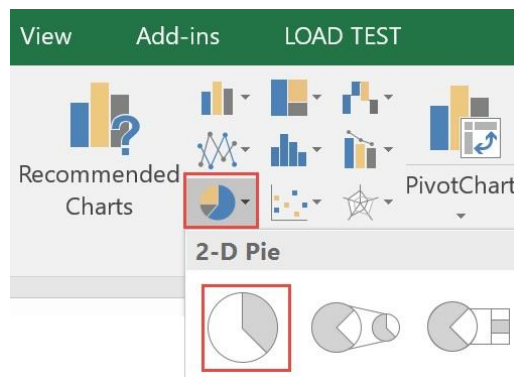 View Add-ins LOAD TEST
Recommended
Charts
PivotChart
2-D Pie